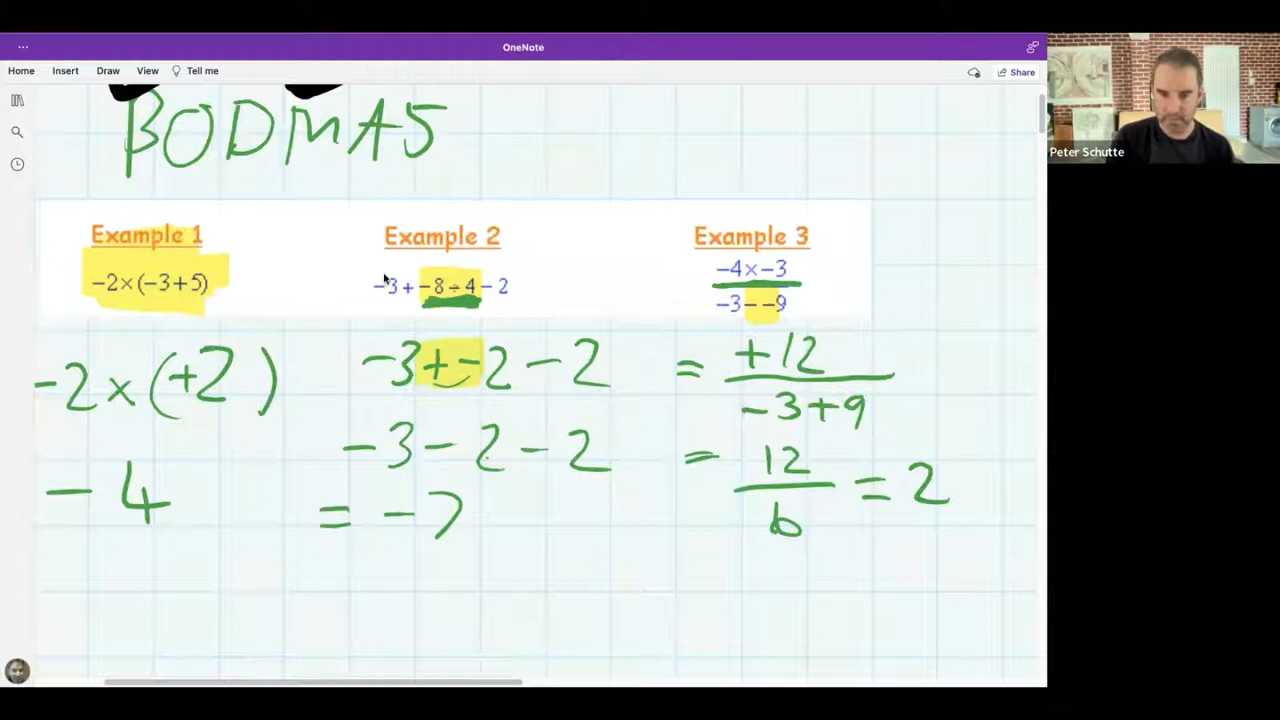 OneNote
Home Insert Draw View Tell me Share
Peter Schutte
BODMAS
Example 1 Example 2 Example 3
−2×(−3+5) −3 + −8 ÷ 4 − 2 −4×−3
−3 − −9
-2×(+2) -3+-2-2 = +12
-3+9
-3-2-2 = 12
6 = 2
-4 = -7